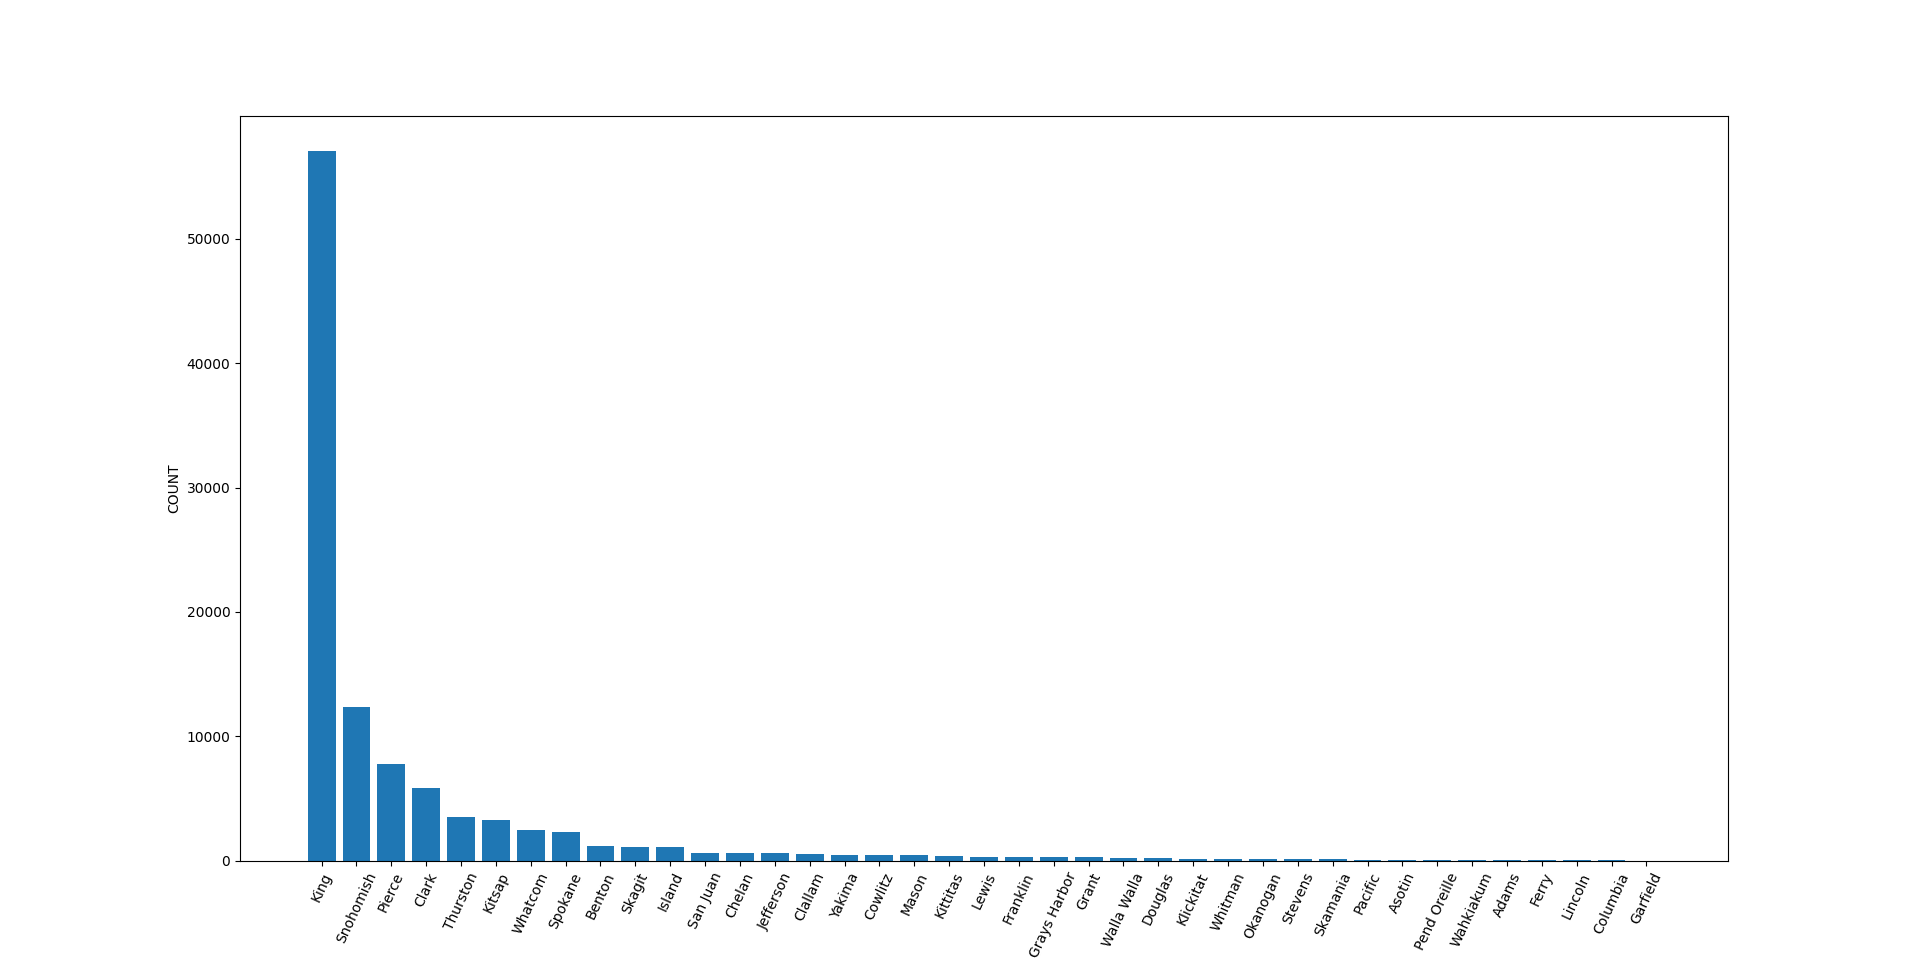 50000
40000
30000
20000
10000
0
COUNT
King
Snohomish
Pierce
Clark
Thurston
Kitsap
Whatcom
Spokane
Benton
Skagit
Island
San Juan
Chelan
Jefferson
Clallam
Yakima
Cowlitz
Mason
Kittitas
Lewis
Franklin
Grays Harbor
Grant
Walla Walla
Douglas
Klickitat
Whitman
Okanogan
Stevens
Skamania
Pacific
Asotin
Pend Oreille
Wahkiakum
Adams
Ferry
Lincoln
Columbia
Garfield